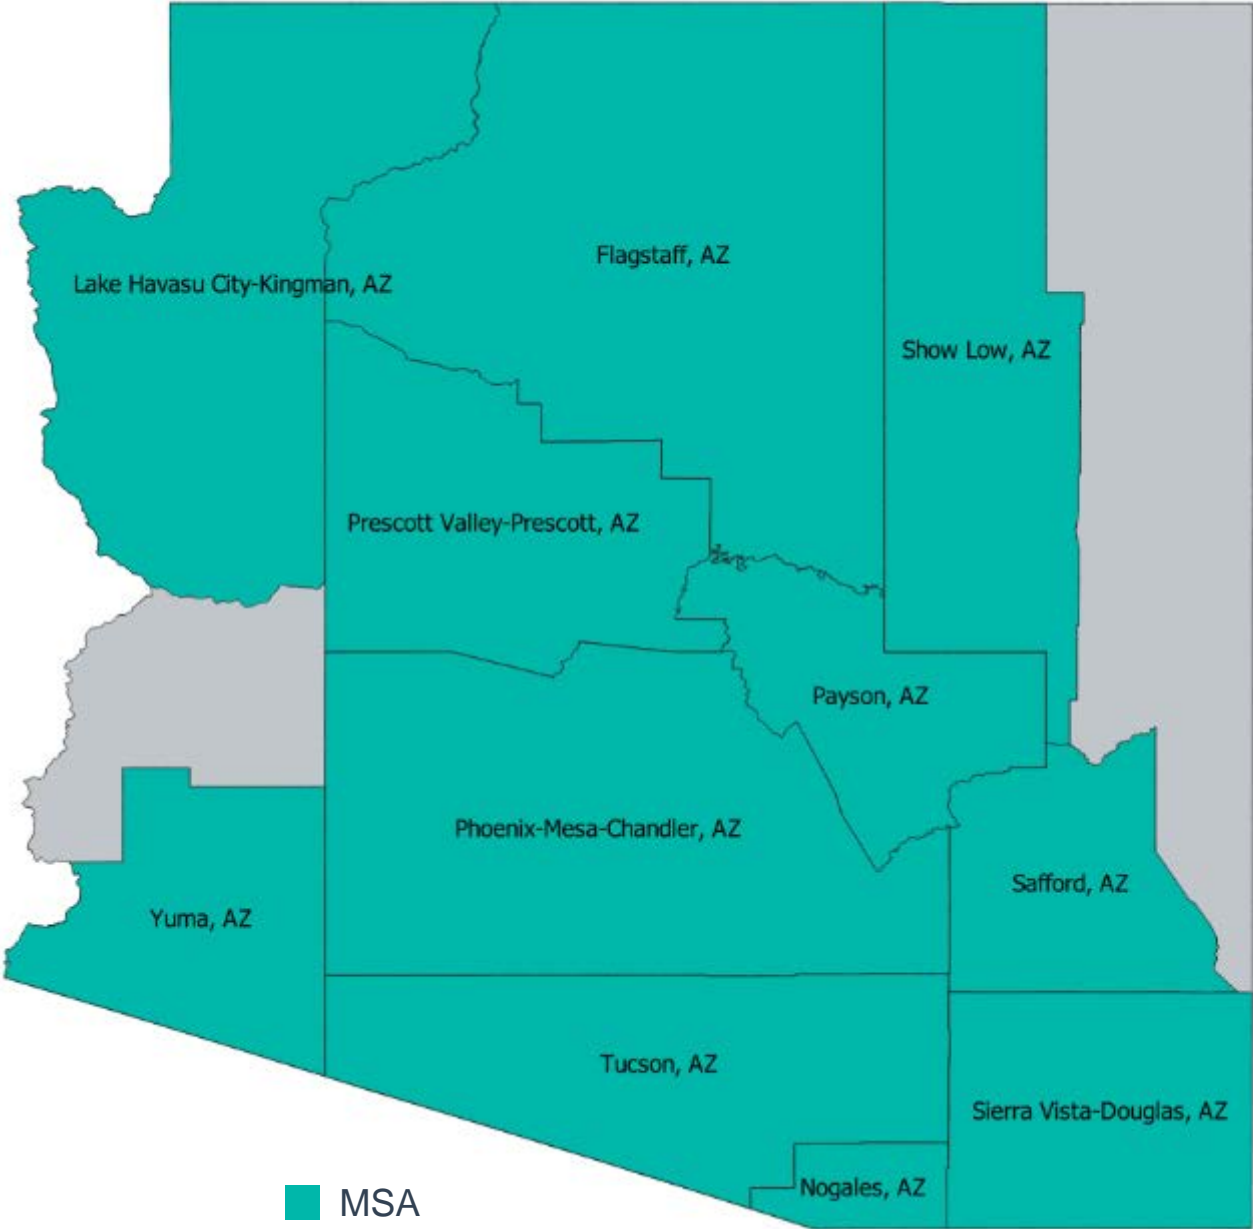 Flagstaff, AZ
Lake Havasu City-Kingman, AZ
Show Low, AZ
Prescott Valley-Prescott, AZ
Payson, AZ
Phoenix-Mesa-Chandler, AZ
Safford, AZ
Yuma, AZ
Tucson, AZ
Sierra Vista-Douglas, AZ
Nogales, AZ
MSA